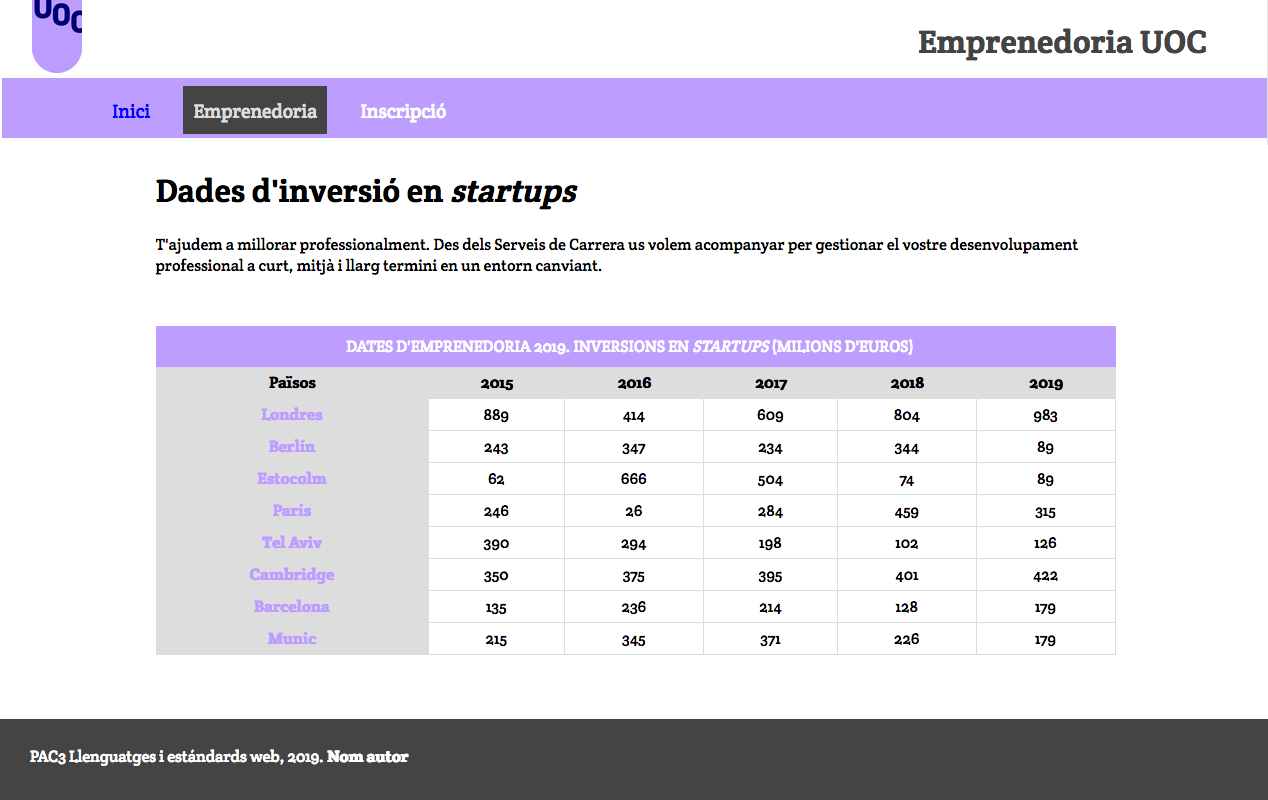 UOC
Emprenedoria UOC
Inici Emprenedoria Inscripció
Dades d'inversió en startups
T'ajudem a millorar professionalment. Des dels Serveis de Carrera us volem acompanyar per gestionar el vostre desenvolupament
professional a curt, mitjà i llarg termini en un entorn canviant.
DATES D'EMPRENEDORIA 2019. INVERSIONS EN STARTUPS (MILIONS D'EUROS)
Països 2015 2016 2017 2018 2019
Londres 889 414 609 804 983
Berlín 243 347 234 344 89
Estocolm 62 666 504 74 89
París 246 26 284 459 315
Tel Aviv 390 294 198 102 126
Cambridge 350 375 395 401 422
Barcelona 135 236 214 128 179
Munic 215 345 371 226 179
PAC3 Llenguatges i estándards web, 2019. Nom autor